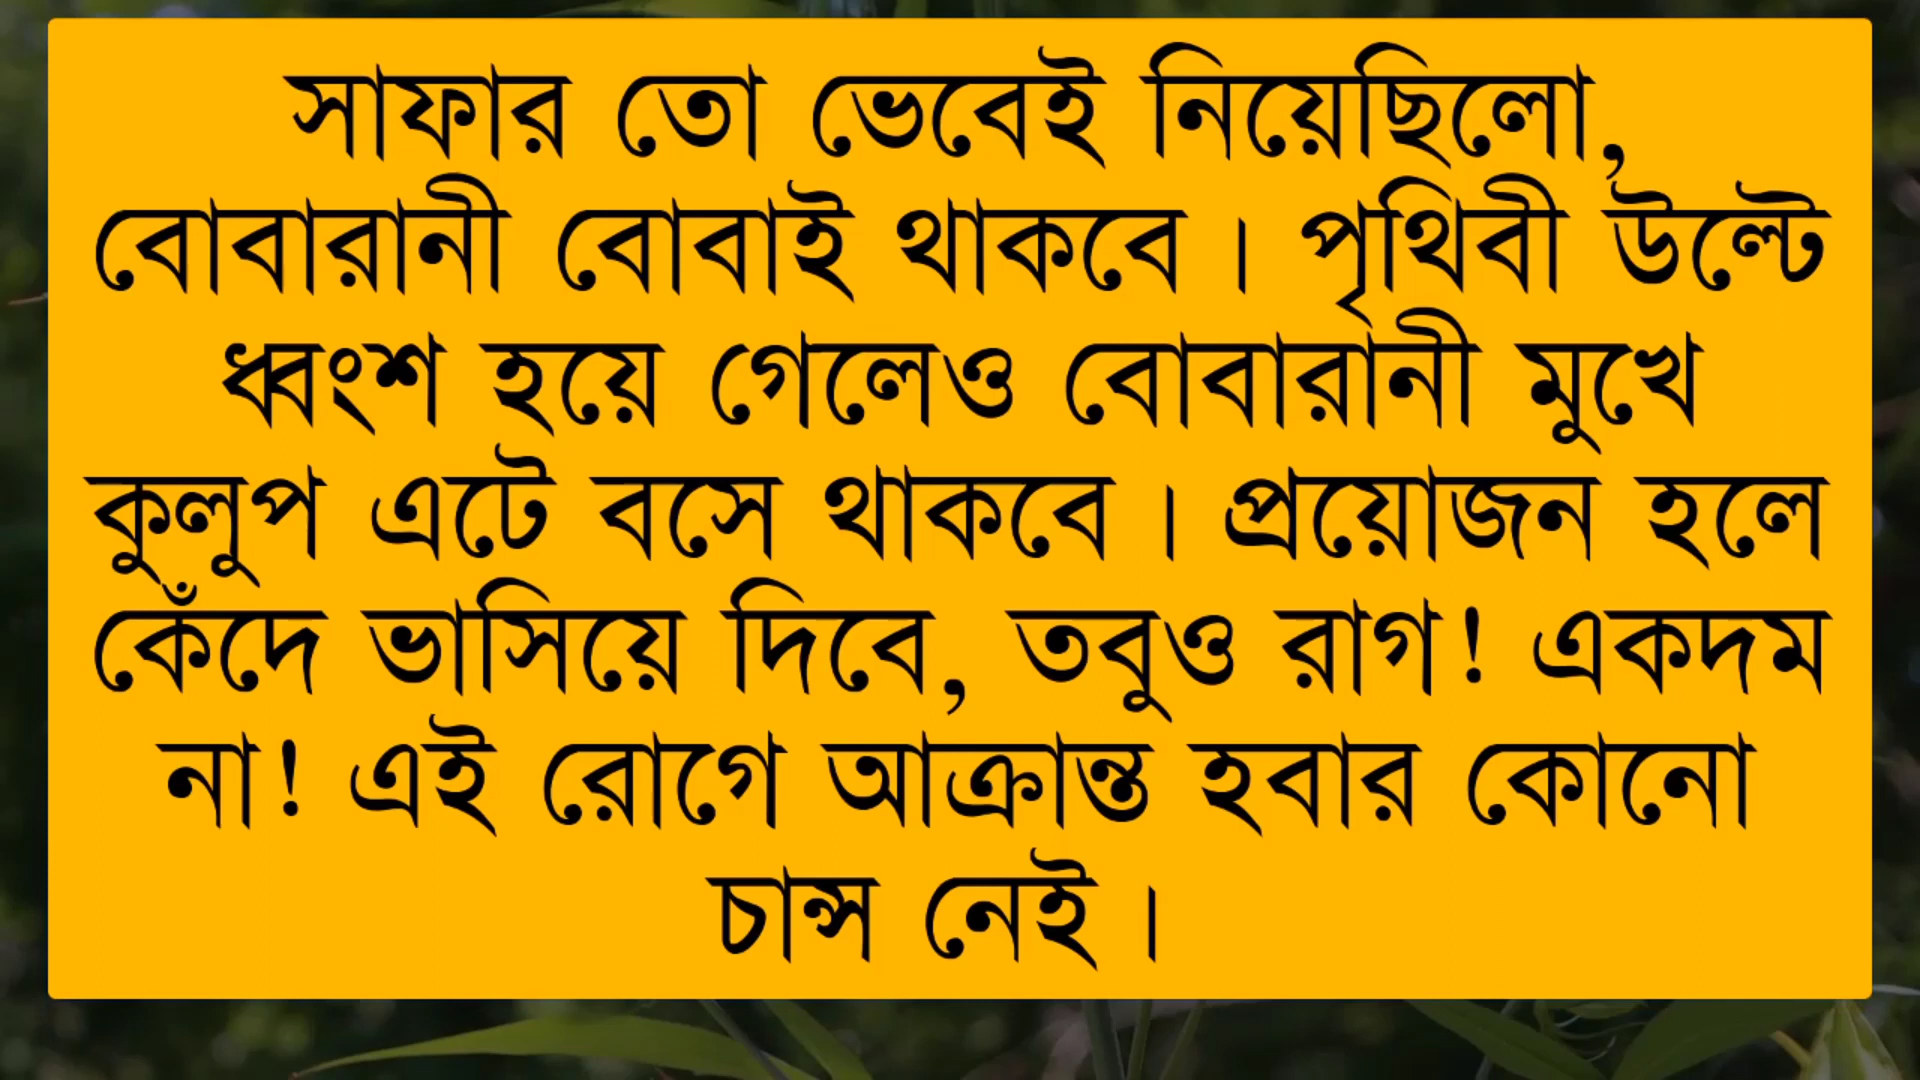 সাফার তো ভেবেই নিয়েছিলো,
বোবারানী বোবাই থাকবে। পৃথিবী উল্টে
ধ্বংশ হয়ে গেলেও বোবারানী মুখে
কুলুপ এটে বসে থাকবে। প্রয়োজন হলে
কেঁদে ভাসিয়ে দিবে, তবুও রাগ! একদম
না! এই রোগে আক্রান্ত হবার কোনো
চান্স নেই।